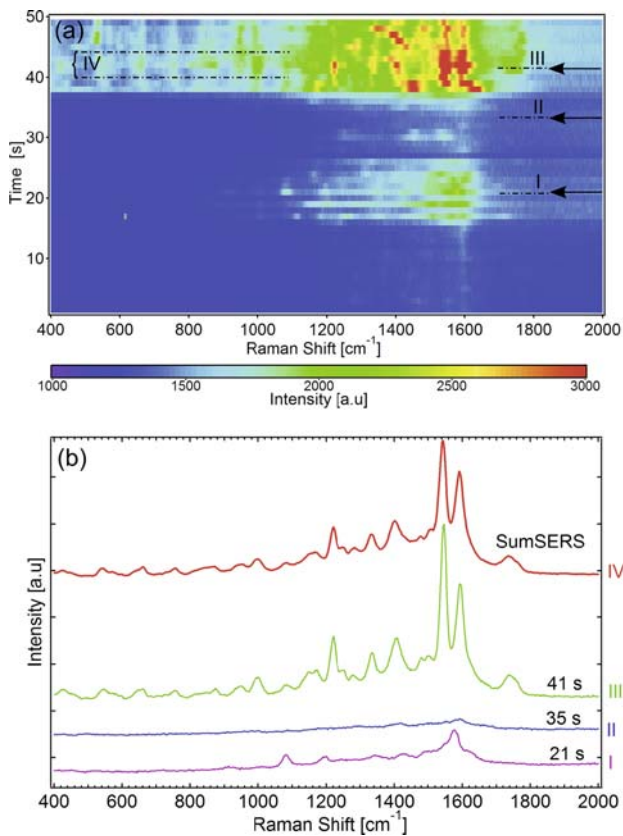 (a)
50
40
30
20
10
Time [s]
IV
III
II
I
400 600 800 1000 1200 1400 1600 1800 2000
Raman Shift [cm⁻¹]
1000 1500 2000 2500 3000
Intensity [a.u]
(b)
Intensity [a.u]
SumSERS
IV
41 s
III
35 s
II
21 s
I
400 600 800 1000 1200 1400 1600 1800 2000
Raman Shift [cm⁻¹]